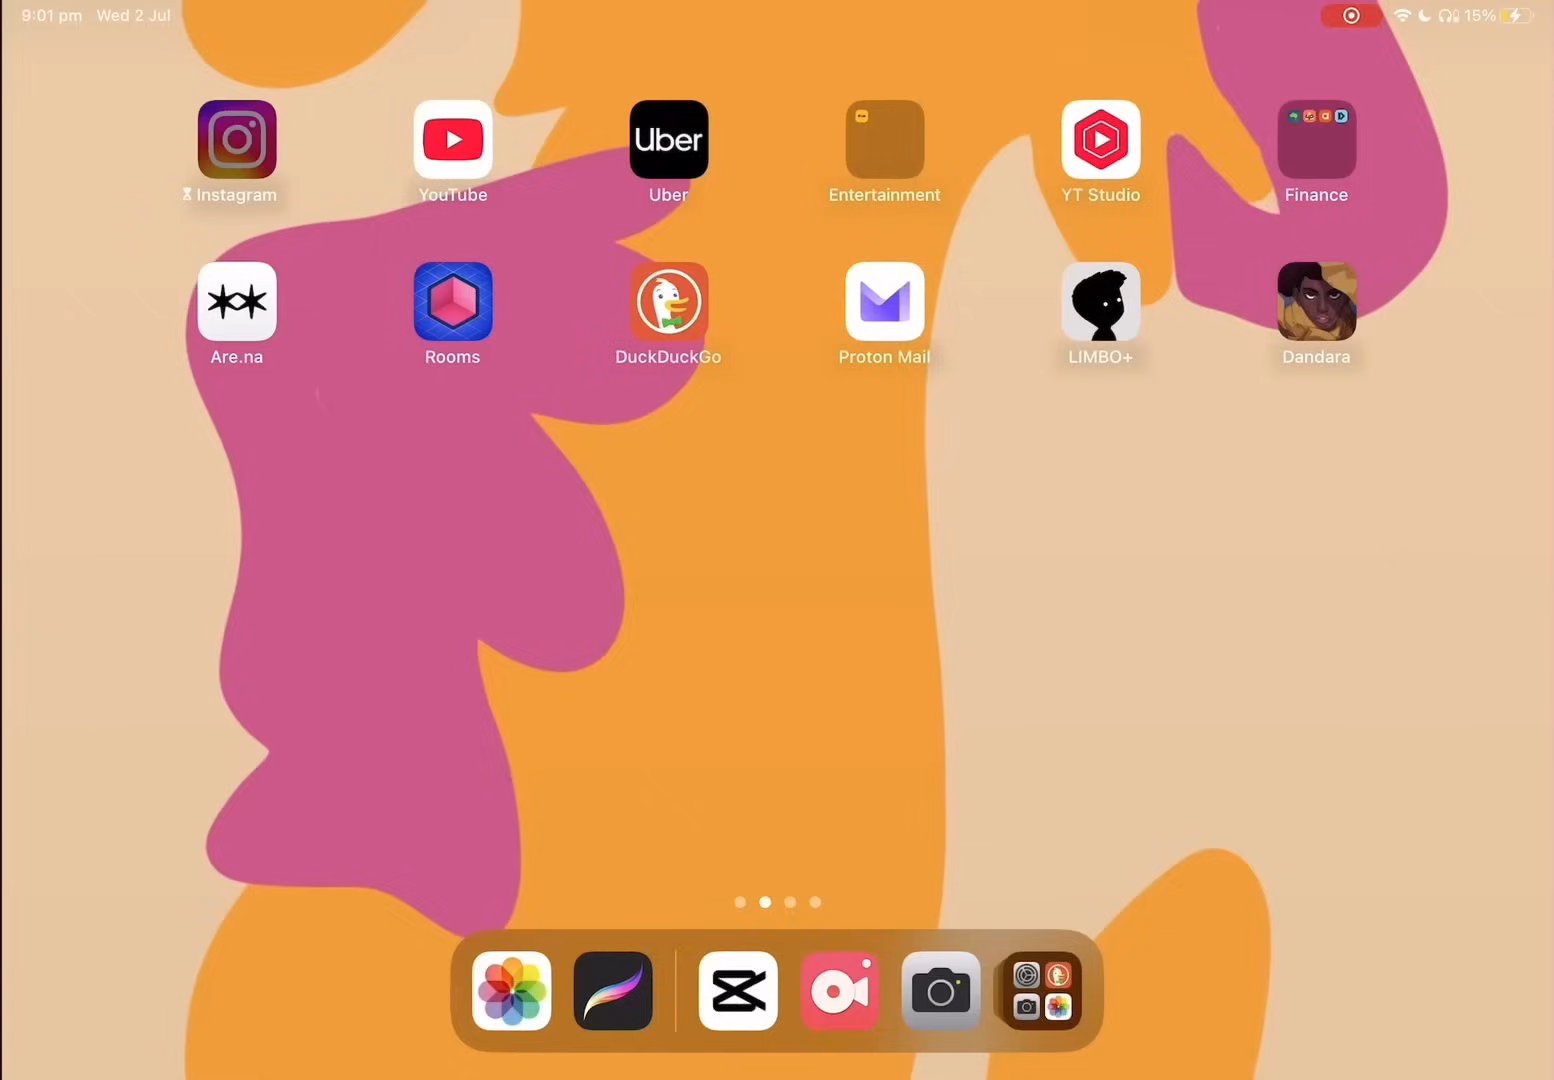 9:01 pm Wed 2 Jul
15%
Uber
Instagram
YouTube
Uber
Entertainment
YT Studio
Finance
Are.na
Rooms
DuckDuckGo
Proton Mail
LIMBO+
Dandara